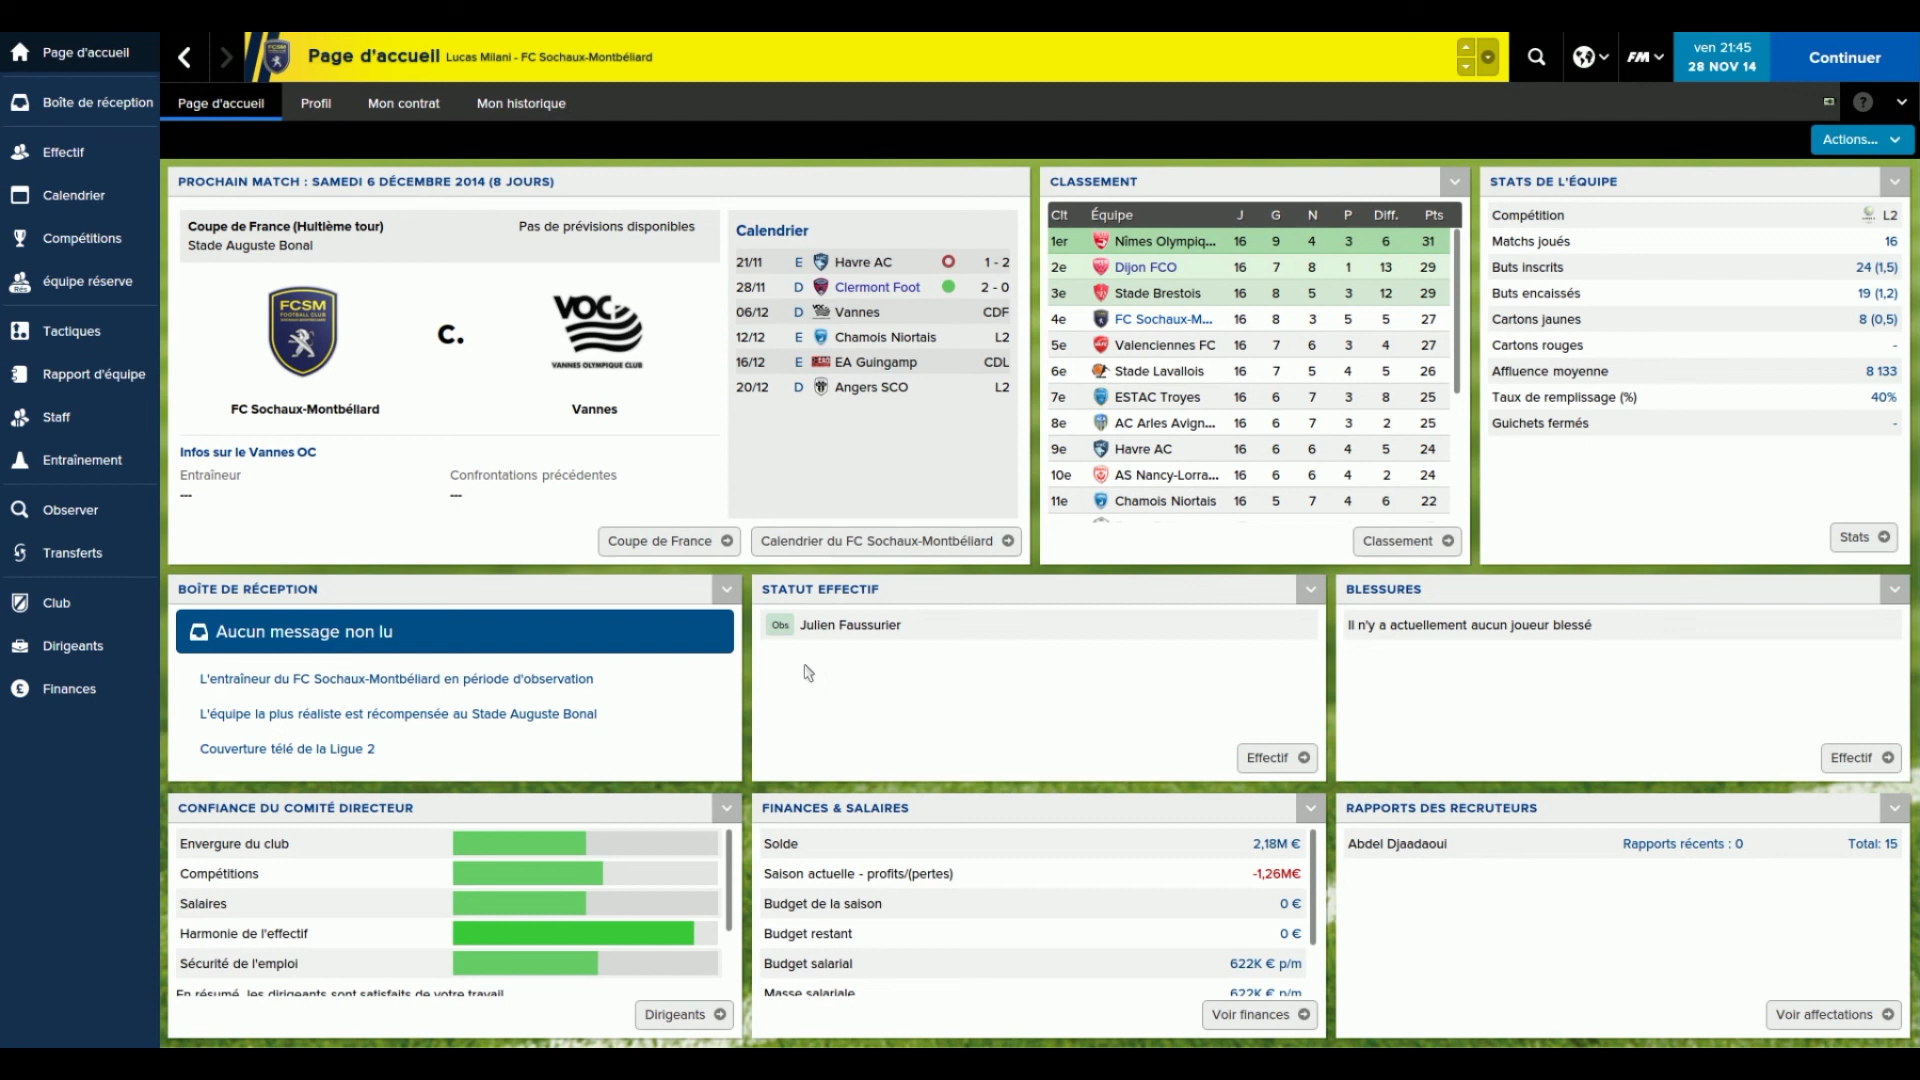 Page d'accueil
Boîte de réception
Effectif
Calendrier
Compétitions
équipe réserve
Tactiques
Rapport d'équipe
Staff
Entraînement
Observer
Transferts
Club
Dirigeants
Finances
Page d'accueil Lucas Milani - FC Sochaux-Montbéliard
FM
ven 21:45
28 NOV 14
Continuer
Page d'accueil Profil Mon contrat Mon historique
Actions...
PROCHAIN MATCH : SAMEDI 6 DÉCEMBRE 2014 (8 JOURS)
Coupe de France (Huitième tour) Pas de prévisions disponibles
Stade Auguste Bonal
FCSM
c.
VOC
VANNES OLYMPIQUE CLUB
FC Sochaux-Montbéliard Vannes
Infos sur le Vannes OC
Entraîneur Confrontations précédentes
--- ---
Calendrier
21/11 E Havre AC 1 - 2
28/11 D Clermont Foot 2 - 0
06/12 D Vannes CDF
12/12 E Chamois Niortais L2
16/12 E EA Guingamp CDL
20/12 D Angers SCO L2
Coupe de France Calendrier du FC Sochaux-Montbéliard
CLASSEMENT
Clt Équipe J G N P Diff. Pts
1er Nîmes Olympiq... 16 9 4 3 6 31
2e Dijon FCO 16 7 8 1 13 29
3e Stade Brestois 16 8 5 3 12 29
4e FC Sochaux-M... 16 8 3 5 5 27
5e Valenciennes FC 16 7 6 3 4 27
6e Stade Lavallois 16 7 5 4 5 26
7e ESTAC Troyes 16 6 7 3 8 25
8e AC Arles Avign... 16 6 7 3 2 25
9e Havre AC 16 6 6 4 5 24
10e AS Nancy-Lorra... 16 6 6 4 2 24
11e Chamois Niortais 16 5 7 4 6 22
Classement
STATS DE L'ÉQUIPE
Compétition L2
Matchs joués 16
Buts inscrits 24 (1,5)
Buts encaissés 19 (1,2)
Cartons jaunes 8 (0,5)
Cartons rouges -
Affluence moyenne 8 133
Taux de remplissage (%) 40%
Guichets fermés -
Stats
BOÎTE DE RÉCEPTION
Aucun message non lu
L'entraîneur du FC Sochaux-Montbéliard en période d'observation
L'équipe la plus réaliste est récompensée au Stade Auguste Bonal
Couverture télé de la Ligue 2
STATUT EFFECTIF
Obs Julien Faussurier
Effectif
BLESSURES
Il n'y a actuellement aucun joueur blessé
Effectif
CONFIANCE DU COMITÉ DIRECTEUR
Envergure du club
Compétitions
Salaires
Harmonie de l'effectif
Sécurité de l'emploi
En résumé, les dirigeants sont satisfaits de votre travail
Dirigeants
FINANCES & SALAIRES
Solde 2,18M €
Saison actuelle - profits/(pertes) -1,26M€
Budget de la saison 0 €
Budget restant 0 €
Budget salarial 622K € p/m
Masse salariale 622K € p/m
Voir finances
RAPPORTS DES RECRUTEURS
Abdel Djaadaoui Rapports récents : 0 Total: 15
Voir affectations